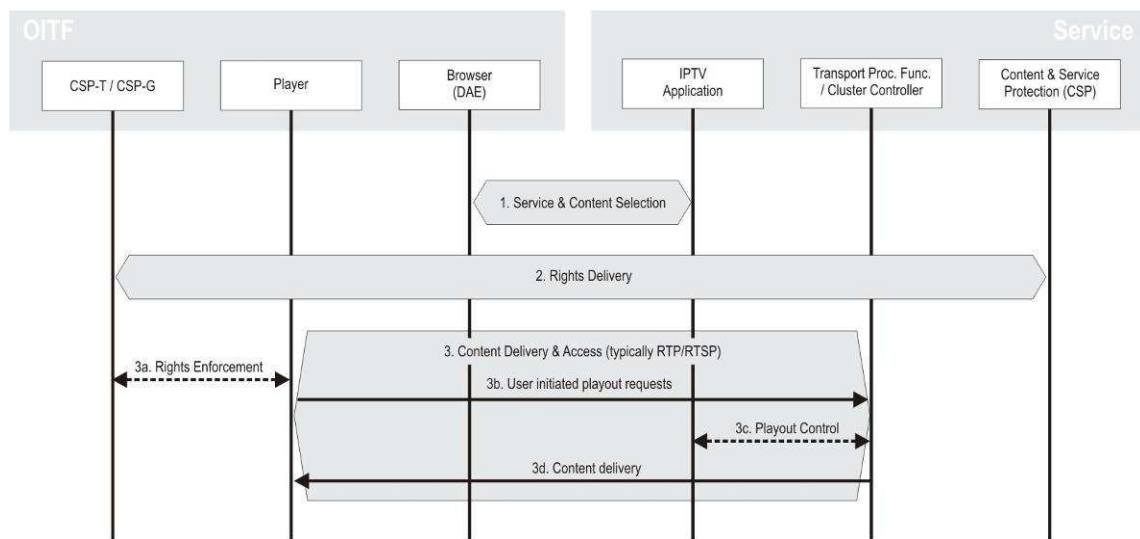 OITF
Service
CSP-T / CSP-G
Player
Browser
(DAE)
IPTV
Application
Transport Proc. Func.
/ Cluster Controller
Content & Service
Protection (CSP)
1. Service & Content Selection
2. Rights Delivery
3. Content Delivery & Access (typically RTP/RTSP)
3a. Rights Enforcement
3b. User initiated playout requests
3c. Playout Control
3d. Content delivery